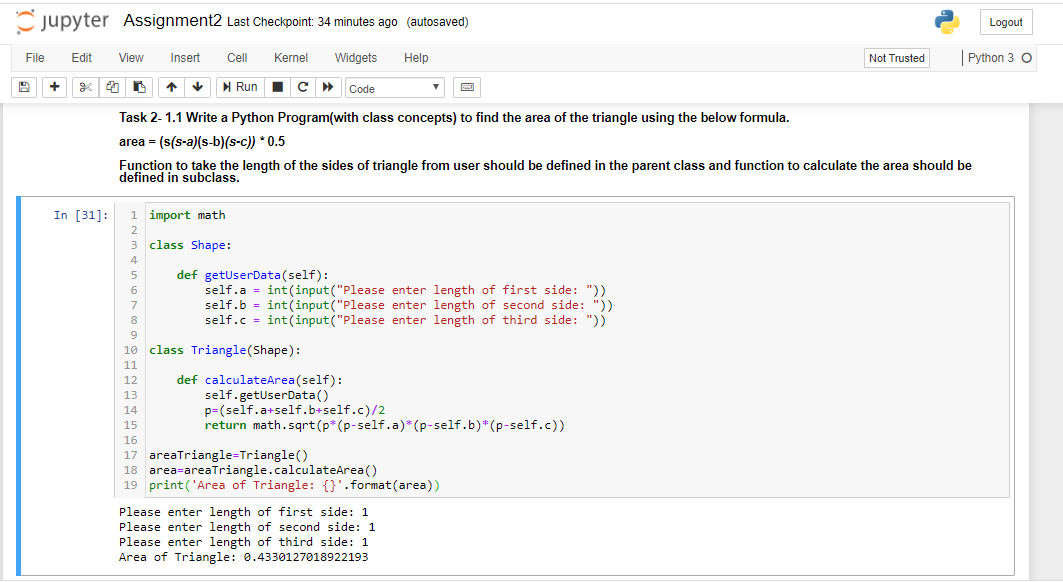 jupyter Assignment2 Last Checkpoint: 34 minutes ago (autosaved) Logout
File Edit View Insert Cell Kernel Widgets Help Not Trusted Python 3
Run Code
Task 2- 1.1 Write a Python Program(with class concepts) to find the area of the triangle using the below formula.
area = (s(s-a)(s-b)(s-c)) * 0.5
Function to take the length of the sides of triangle from user should be defined in the parent class and function to calculate the area should be
defined in subclass.
In [31]:
1 import math
2
3 class Shape:
4
5     def getUserData(self):
6         self.a = int(input("Please enter length of first side: "))
7         self.b = int(input("Please enter length of second side: "))
8         self.c = int(input("Please enter length of third side: "))
9
10 class Triangle(Shape):
11
12     def calculateArea(self):
13         self.getUserData()
14         p=(self.a+self.b+self.c)/2
15         return math.sqrt(p*(p-self.a)*(p-self.b)*(p-self.c))
16
17 areaTriangle=Triangle()
18 area=areaTriangle.calculateArea()
19 print('Area of Triangle: {}'.format(area))
Please enter length of first side: 1
Please enter length of second side: 1
Please enter length of third side: 1
Area of Triangle: 0.4330127018922193